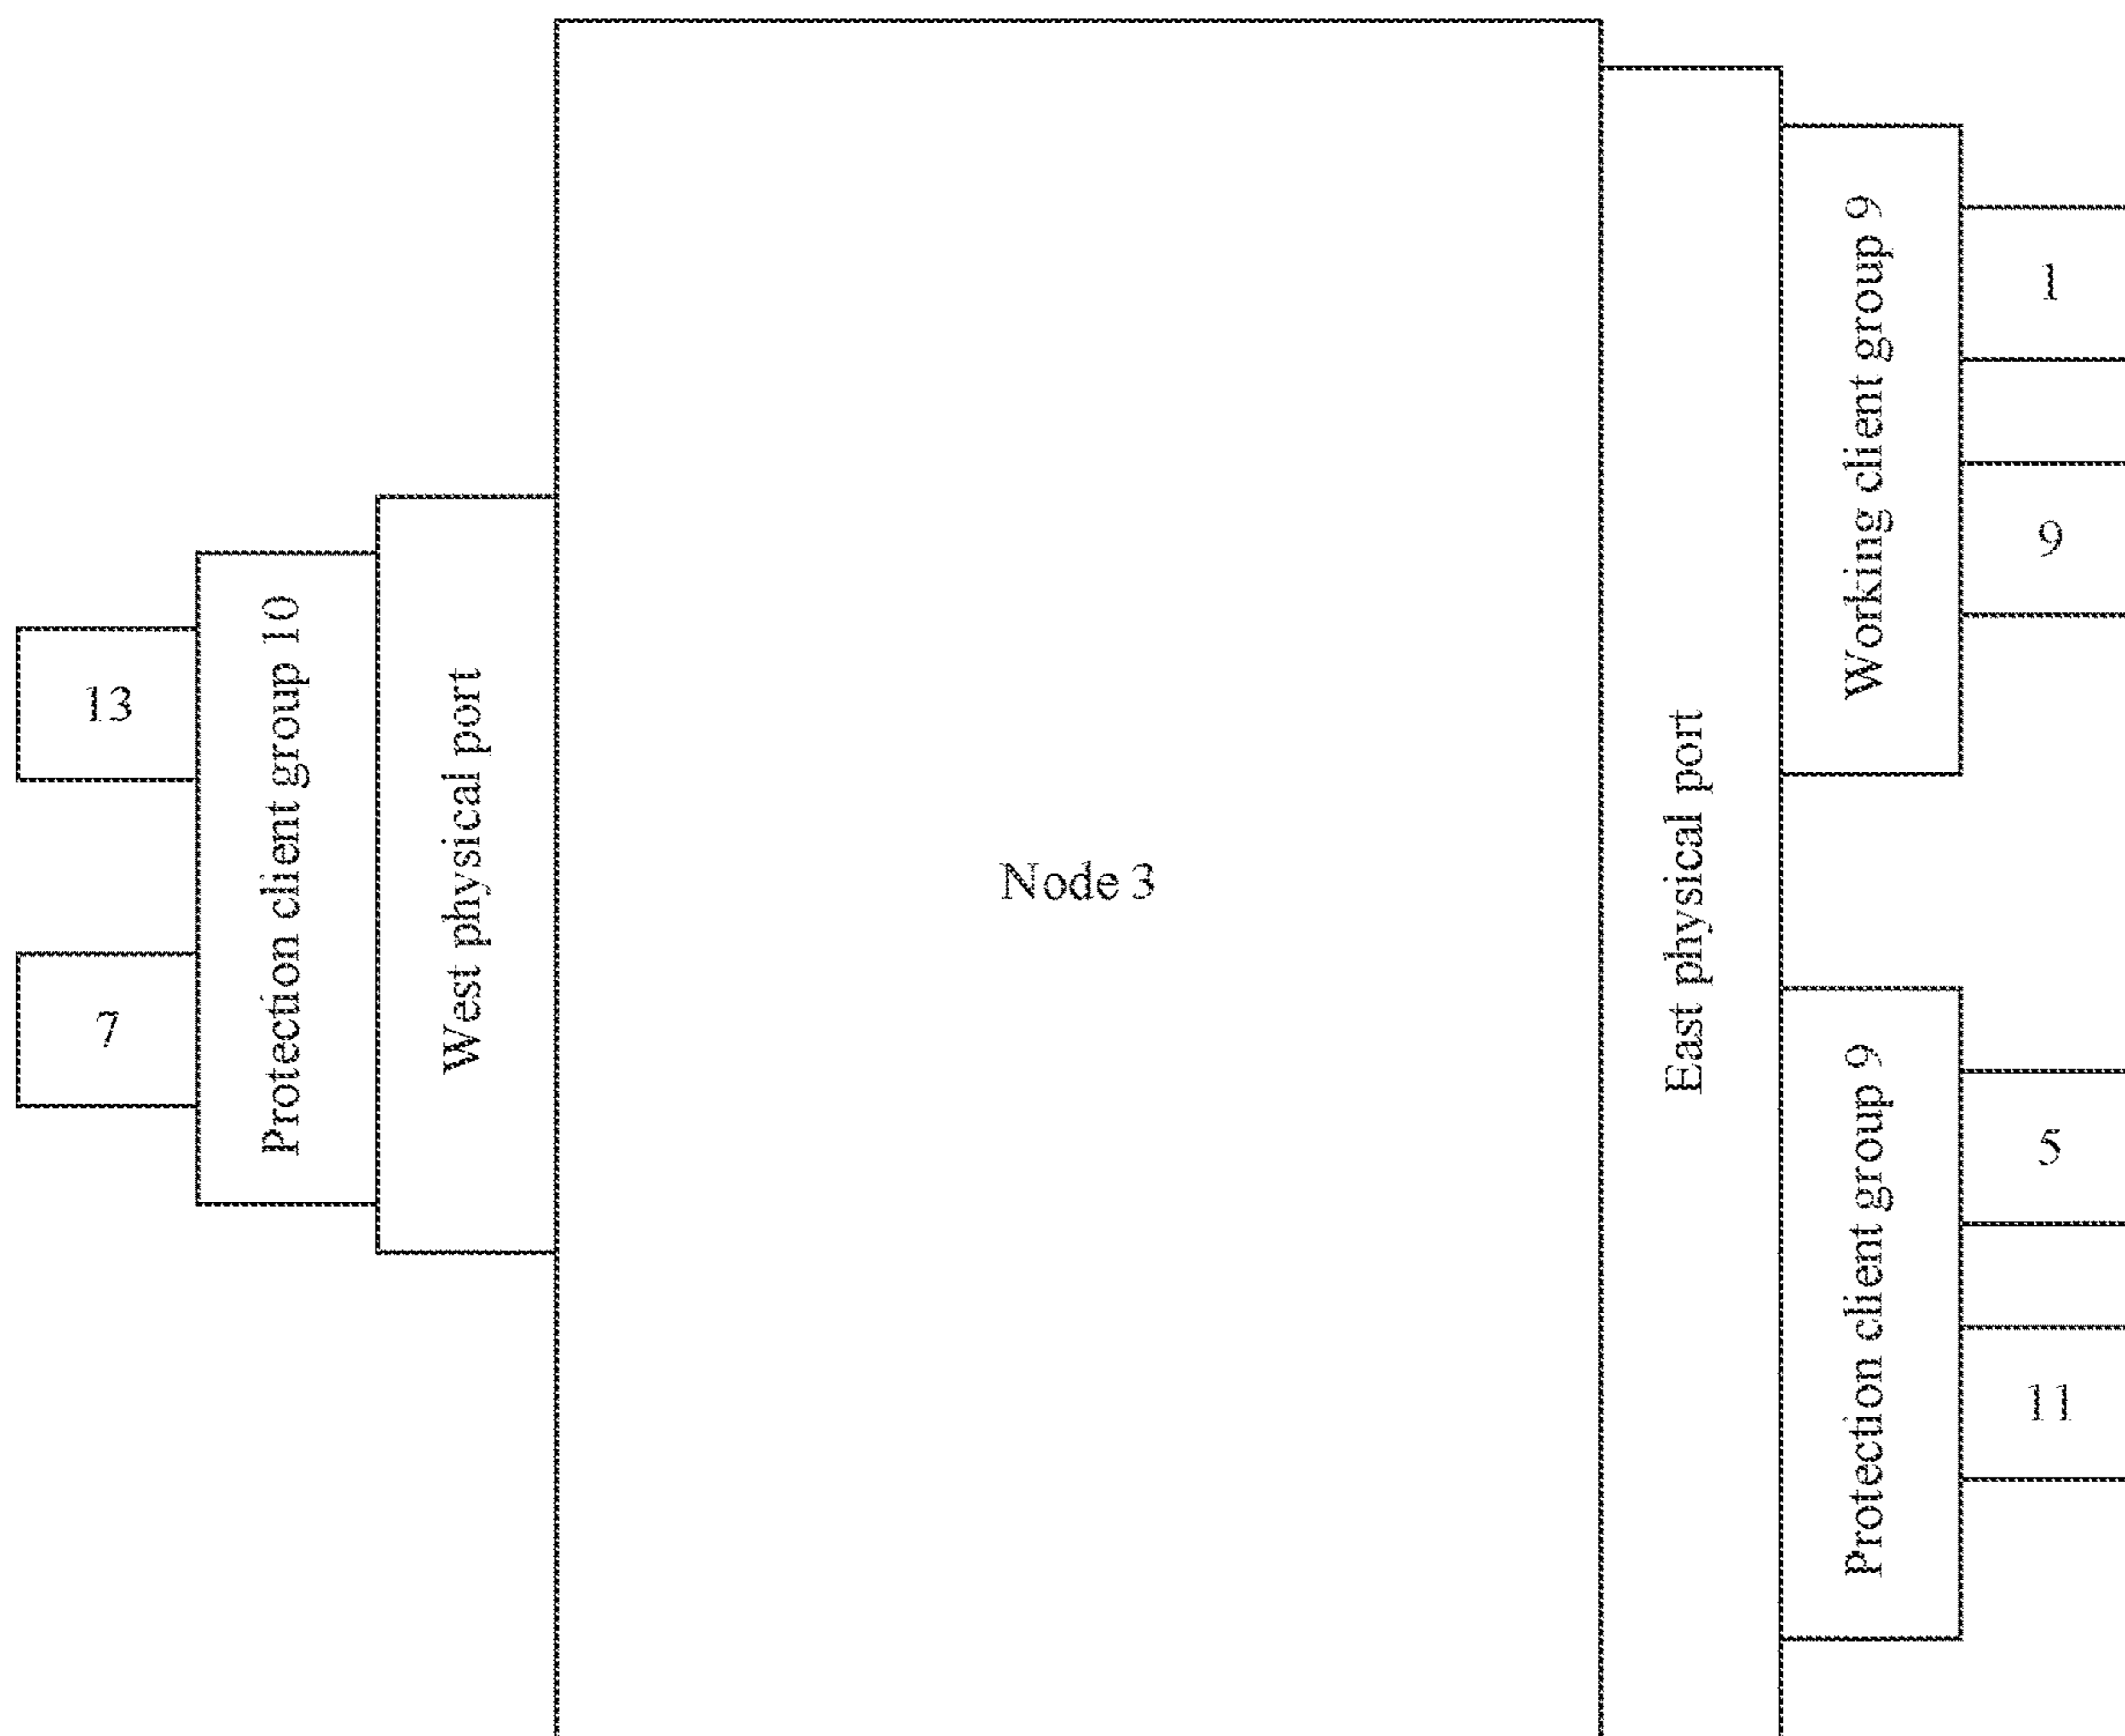 13
7
Protection client group 10
West physical port
Node 3
East physical port
Working client group 9
1
9
Protection client group 9
5
11